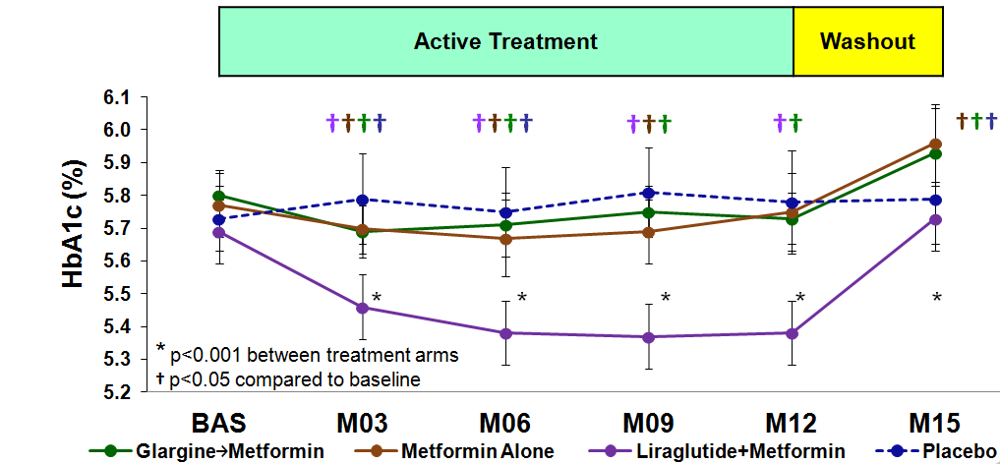 Active Treatment Washout
HbA1c (%)
6.1
††††
††††
†††
††
†††
6.0
5.9
5.8
5.7
5.6
5.5
* * * * *
5.4
5.3
5.2
* p<0.001 between treatment arms
† p<0.05 compared to baseline
BAS M03 M06 M09 M12 M15
Glargine→Metformin Metformin Alone Liraglutide+Metformin Placebo